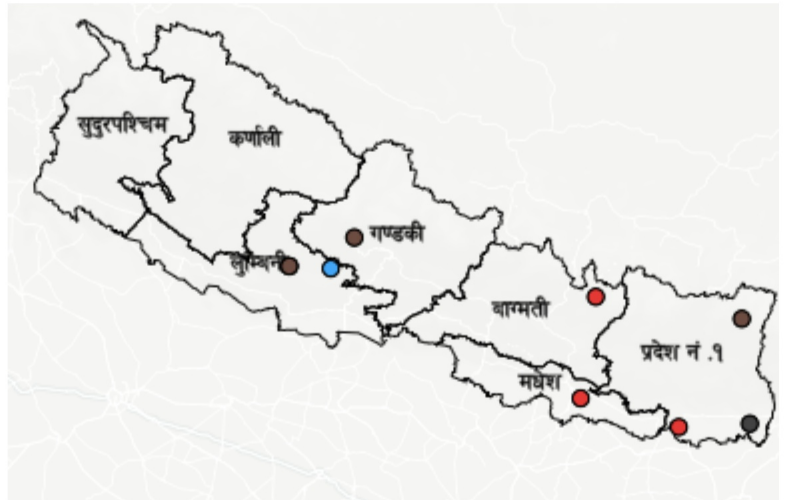 सुदुरपश्चिम
कर्णाली
गण्डकी
लुम्बिनी
बाग्मती
प्रदेश नं .१
मधेश